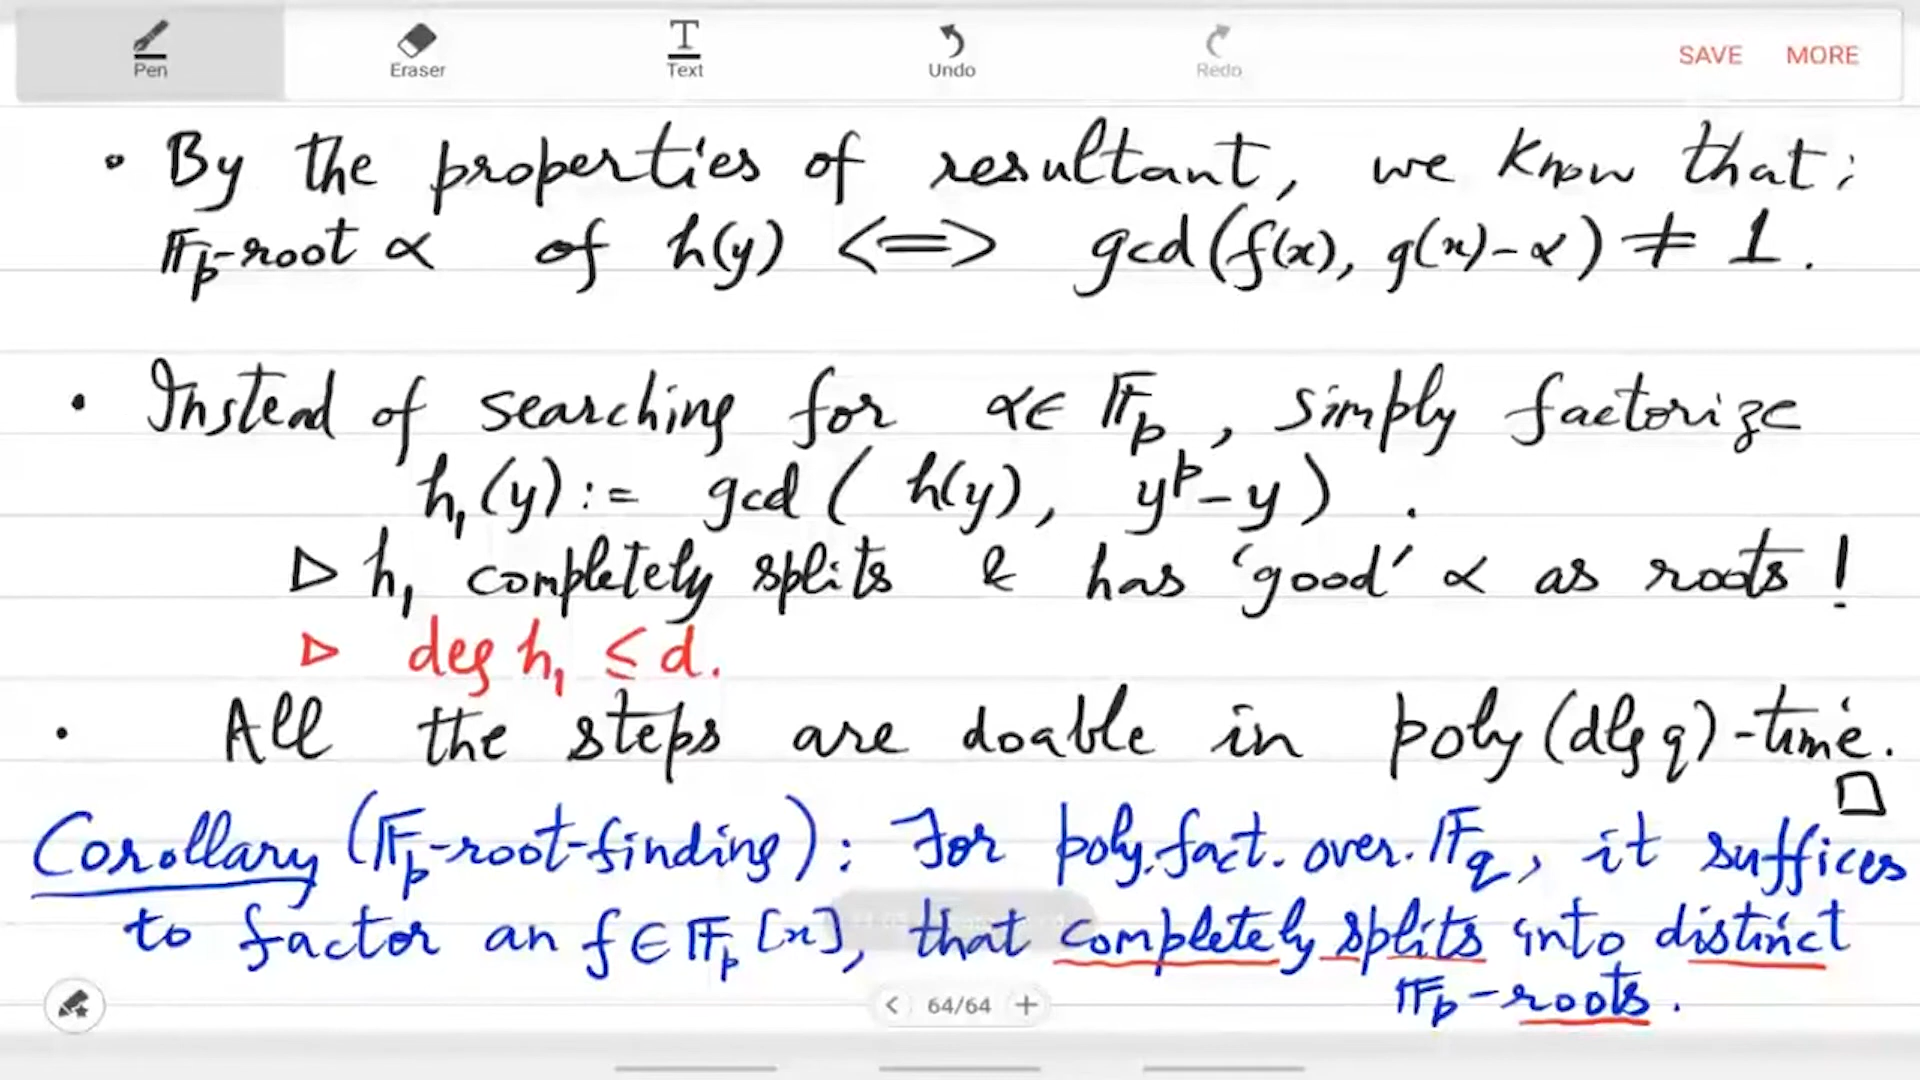 Pen Eraser Text Undo Redo SAVE MORE
• By the properties of resultant, we know that:
𝔽p-root α of h(y) <=> gcd(f(x), g(x)-α) ≠ 1.
• Instead of searching for α∈ 𝔽p, simply factorize
h₁(y) := gcd( h(y), y^p-y ) .
▷ h₁ completely splits & has 'good' α as roots!
▷ deg h₁ ≤ d.
• All the steps are doable in poly(dlg q)-time.
□
Corollary (𝔽p-root-finding): For poly.fact. over 𝔽q, it suffices
to factor an f∈𝔽p[x], that completely splits into distinct
𝔽p-roots.
< 64/64 +